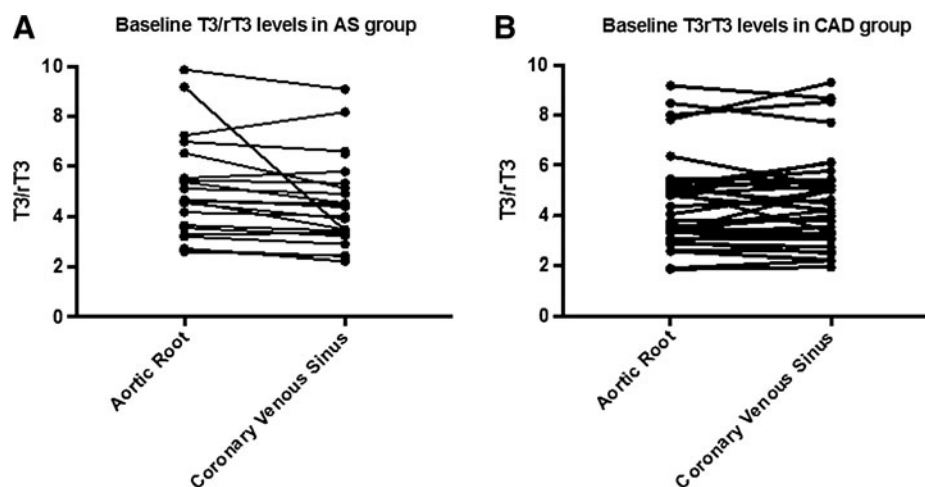 A
Baseline T3/rT3 levels in AS group
10
8
6
4
2
0
T3/rT3
Aortic Root
Coronary Venous Sinus
B
Baseline T3rT3 levels in CAD group
10
8
6
4
2
0
T3/rT3
Aortic Root
Coronary Venous Sinus